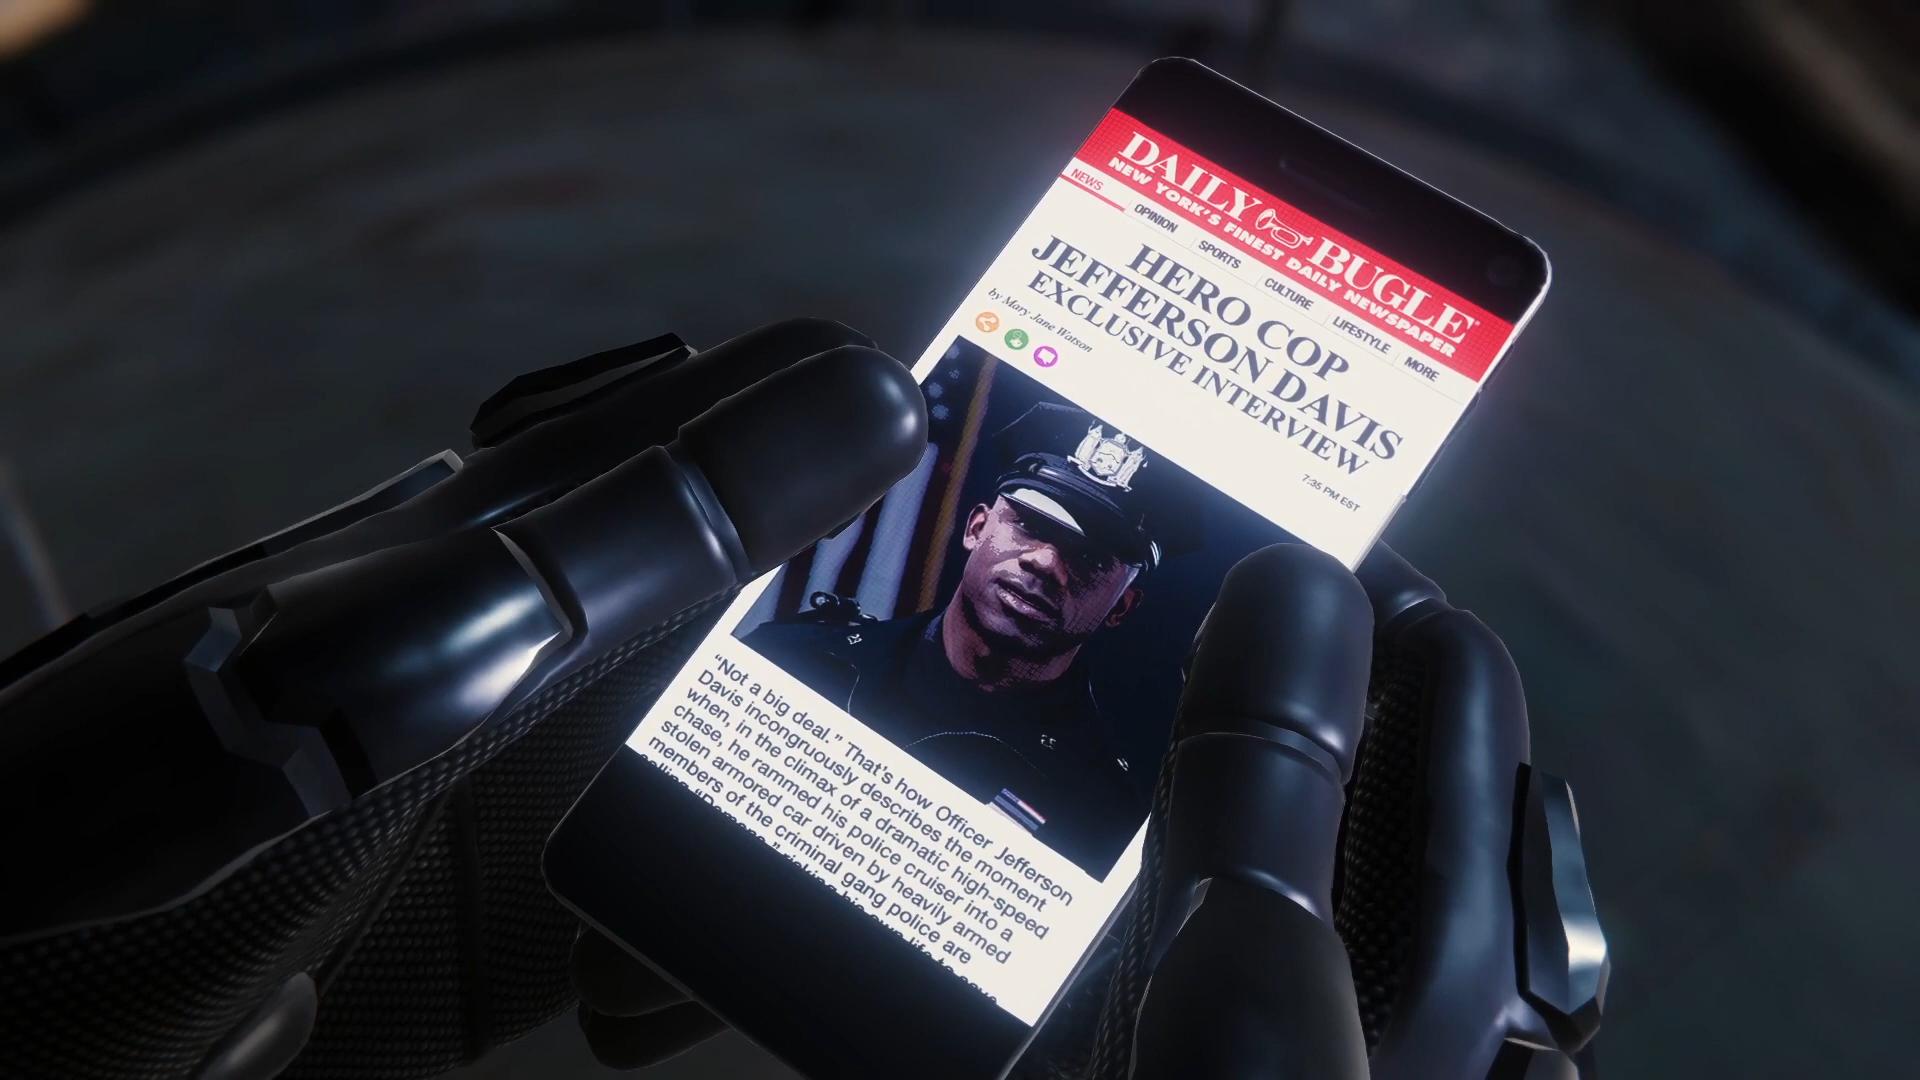 DAILY BUGLE
NEW YORK'S FINEST DAILY NEWSPAPER
NEWS OPINION SPORTS CULTURE LIFESTYLE MORE
HERO COP
JEFFERSON DAVIS
EXCLUSIVE INTERVIEW
by Mary Jane Watson
7:35 PM EST
“Not a big deal.” That's how Officer Jefferson
Davis incongruously describes the moment
when, in the climax of a dramatic high-speed
chase, he rammed his police cruiser into a
stolen armored car driven by heavily armed
members of the criminal gang police are